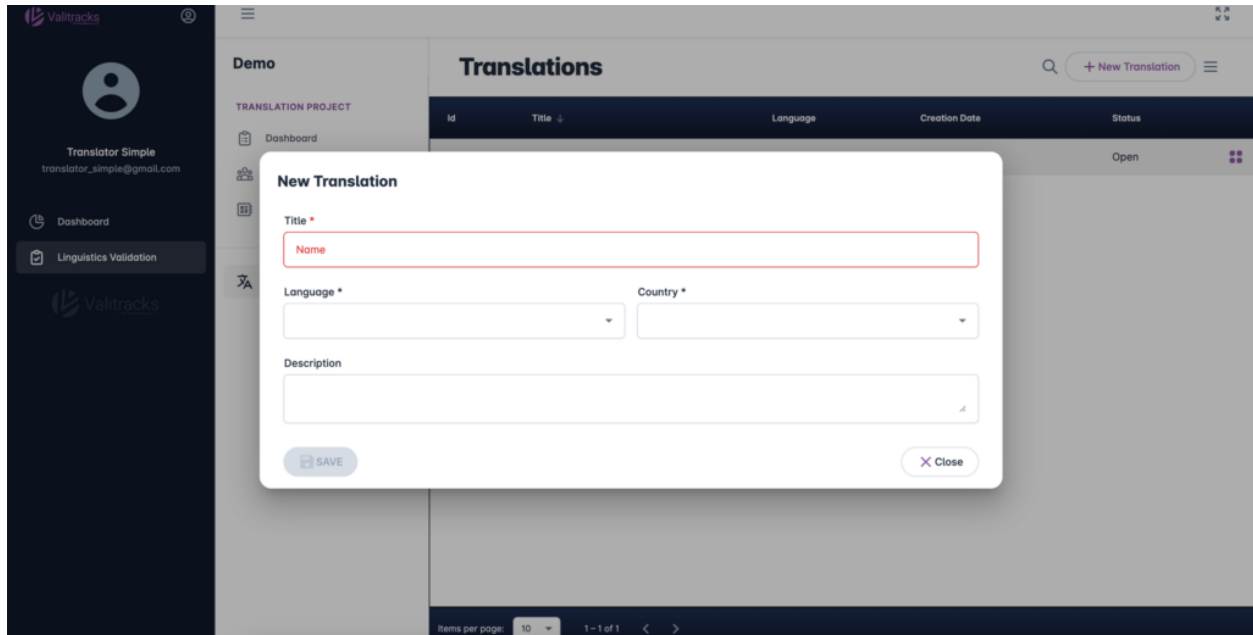 Valitracks
Translator Simple
translator_simple@gmail.com
Dashboard
Linguistics Validation
Valitracks
Demo
TRANSLATION PROJECT
Dashboard
Translations
+ New Translation
Id Title ↓ Language Creation Date Status
Open
New Translation
Title *
Name
Language * Country *
Description
SAVE
Close
Items per page: 10 1 – 1 of 1